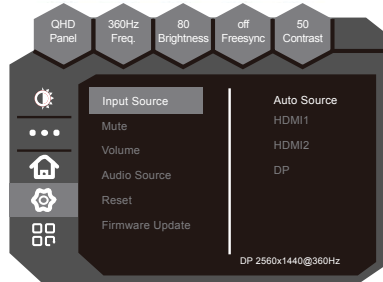 QHD
Panel
360Hz
Freq.
80
Brightness
off
Freesync
50
Contrast
Input Source
Mute
Volume
Audio Source
Reset
Firmware Update
Auto Source
HDMI1
HDMI2
DP
DP 2560x1440@360Hz